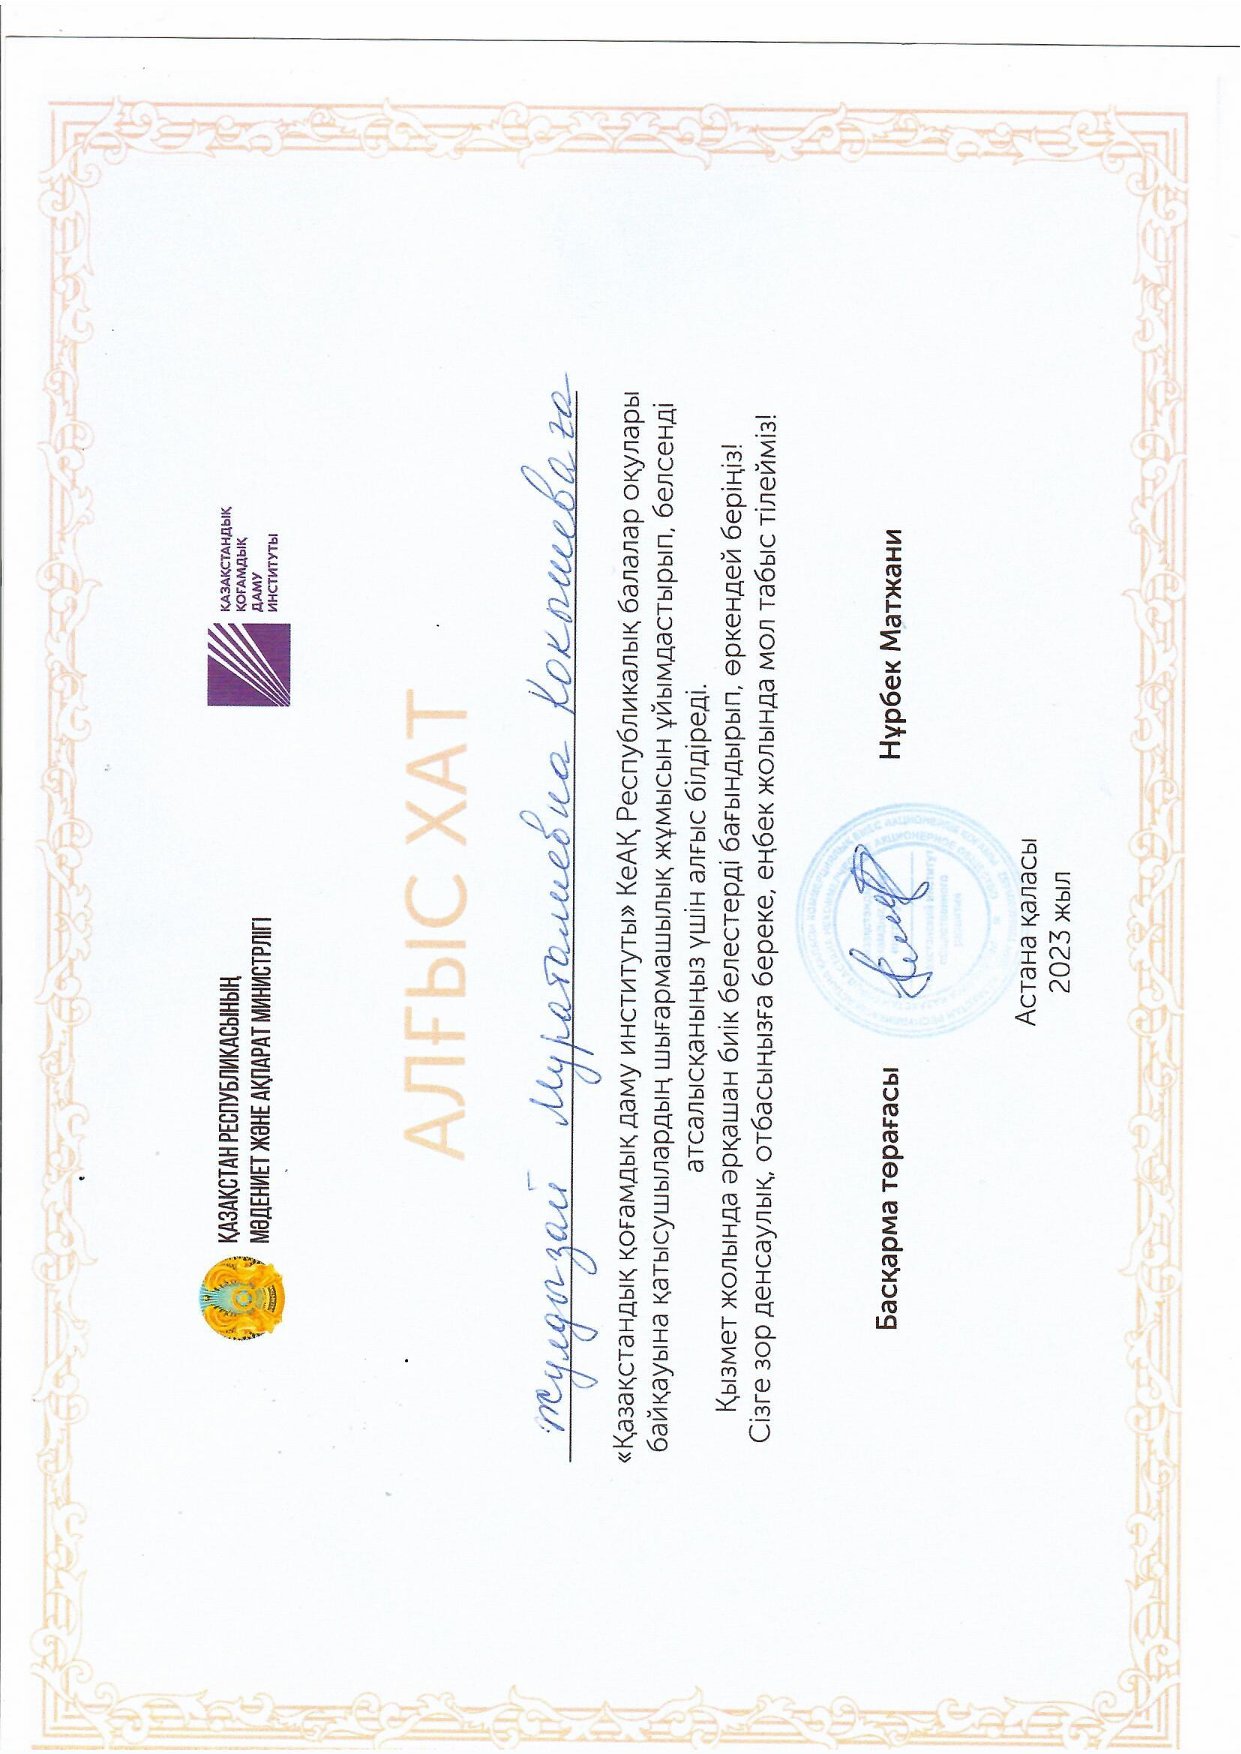 ҚАЗАҚСТАН РЕСПУБЛИКАСЫНЫҢ
МӘДЕНИЕТ ЖӘНЕ АҚПАРАТ МИНИСТРЛІГІ
ҚАЗАҚСТАНДЫҚ
ҚОҒАМДЫҚ
ДАМУ
ИНСТИТУТЫ
АЛҒЫС ХАТ
Жулдызай Мураталиевна Кокышеваға
«Қазақстандық қоғамдық даму институты» КеАҚ Республикалық балалар оқулары
байқауына қатысушылардың шығармашылық жұмысын ұйымдастырып, белсенді
атсалысқаныңыз үшін алғыс білдіреді.
Қызмет жолында әрқашан биік белестерді бағындырып, өркендей беріңіз!
Сізге зор денсаулық, отбасыңызға береке, еңбек жолында мол табыс тілейміз!
Басқарма төрағасы
Нұрбек Матжани
институт
общественного
развития
Астана қаласы
2023 жыл